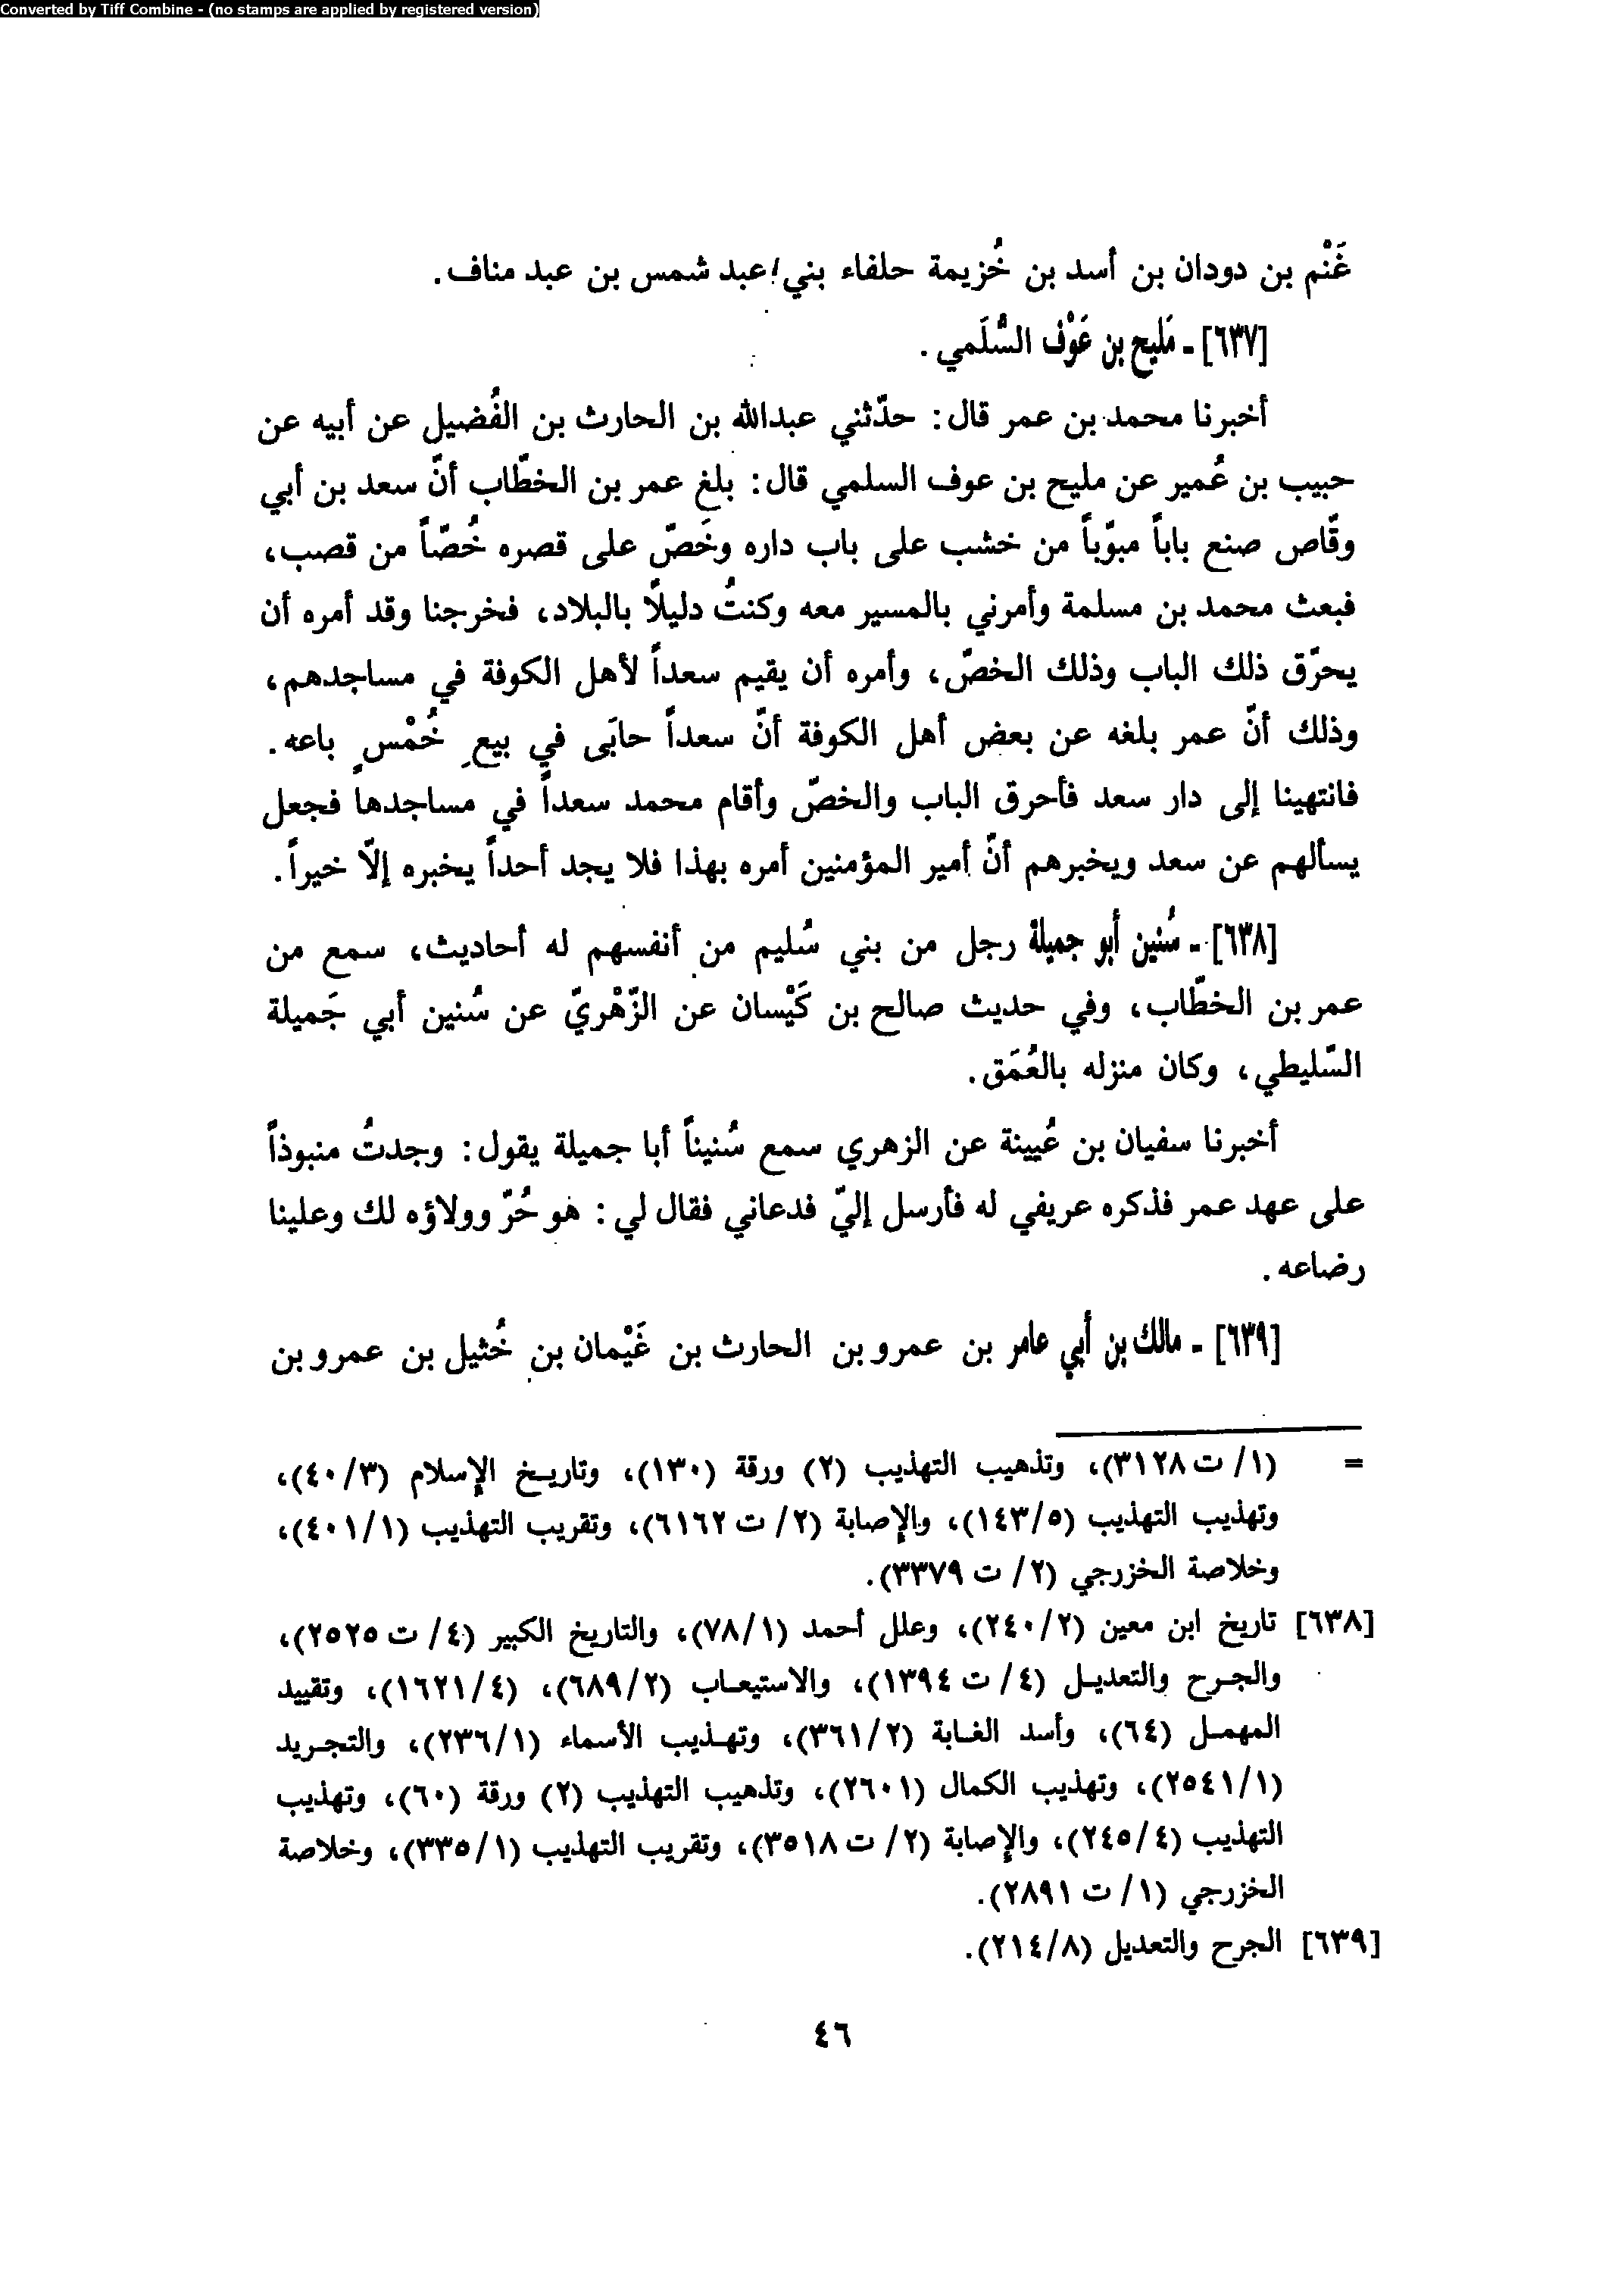 Converted by Tiff Combine - (no stamps are applied by registered version)
غَنْم بن دودان بن أسد بن خُزيمة حلفاء بني عبد شمس بن عبد مناف.
[٦٣٧] ـ مَليح بن عَوْف السُّلَمي.
أخبرنا محمد بن عمر قال: حدّثني عبدالله بن الحارث بن الفُضيل عن أبيه عن
حبيب بن عُمير عن مليح بن عوف السلمي قال: بلغ عمر بن الخطّاب أنّ سعد بن أبي
وقّاص صنع باباً مبوّباً من خشب على باب داره وخَصّ على قصره خُصّاً من قصب،
فبعث محمد بن مسلمة وأمرني بالمسير معه وكنتُ دليلًا بالبلاد، فخرجنا وقد أمره أن
يحرّق ذلك الباب وذلك الخصّ، وأمره أن يقيم سعداً لأهل الكوفة في مساجدهم،
وذلك أنّ عمر بلغه عن بعض أهل الكوفة أنّ سعداً حابَى في بيعِ خُمْسٍ باعه.
فانتهينا إلى دار سعد فأحرق الباب والخصّ وأقام محمد سعداً في مساجدها فجعل
يسألهم عن سعد ويخبرهم أنّ أمير المؤمنين أمره بهذا فلا يجد أحداً يخبره إلّا خيراً.
[٦٣٨] ـ سُنين أبو جميلة رجل من بني سُليم من أنفسهم له أحاديث، سمع من
عمر بن الخطّاب، وفي حديث صالح بن كَيْسان عن الزّهْريّ عن سُنين أبي جَميلة
السّليطي، وكان منزله بالعُمَق.
أخبرنا سفيان بن عُيينة عن الزهري سمع سُنيناً أبا جميلة يقول: وجدتُ منبوذاً
على عهد عمر فذكره عريفي له فأرسل إليّ فدعاني فقال لي: هو حُرّ وولاؤه لك وعلينا
رضاعه.
[٦٣٩] ـ مالك بن أبي عامر بن عمرو بن الحارث بن غَيْمان بن خُثيل بن عمرو بن
= (١/ ت ٣١٢٨)، وتذهيب التهذيب (٢) ورقة (١٣٠)، وتاريخ الإسلام (٤٠/٣)،
وتهذيب التهذيب (١٤٣/٥)، والإصابة (٢/ ت ٦١٦٢)، وتقريب التهذيب (٤٠١/١)،
وخلاصة الخزرجي (٢/ ت ٣٣٧٩).
[٦٣٨] تاريخ ابن معين (٢٤٠/٢)، وعلل أحمد (٧٨/١)، والتاريخ الكبير (٤/ ت ٢٥٢٥)،
والجرح والتعديل (٤/ ت ١٣٩٤)، والاستيعاب (٦٨٩/٢)، (١٦٢١/٤)، وتقييد
المهمل (٦٤)، وأسد الغابة (٣٦١/٢)، وتهذيب الأسماء (٢٣٦/١)، والتجريد
(٢٥٤١/١)، وتهذيب الكمال (٢٦٠١)، وتذهيب التهذيب (٢) ورقة (٦٠)، وتهذيب
التهذيب (٢٤٥/٤)، والإصابة (٢/ ت ٣٥١٨)، وتقريب التهذيب (٣٣٥/١)، وخلاصة
الخزرجي (١/ ت ٢٨٩١).
[٦٣٩] الجرح والتعديل (٢١٤/٨).
٤٦